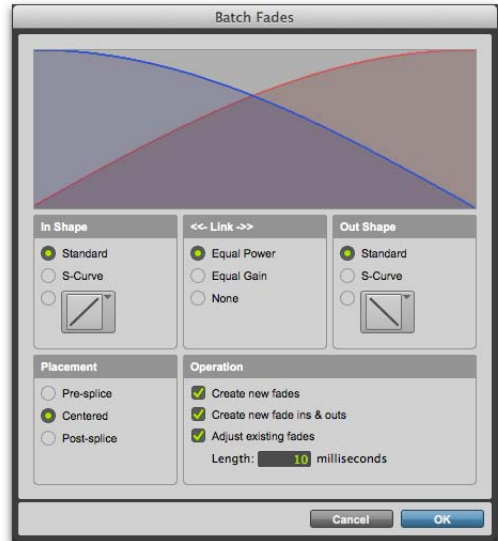 Batch Fades
In Shape
Standard
S-Curve
<<- Link ->>
Equal Power
Equal Gain
None
Out Shape
Standard
S-Curve
Placement
Pre-splice
Centered
Post-splice
Operation
Create new fades
Create new fade ins & outs
Adjust existing fades
Length: 10 milliseconds
Cancel
OK